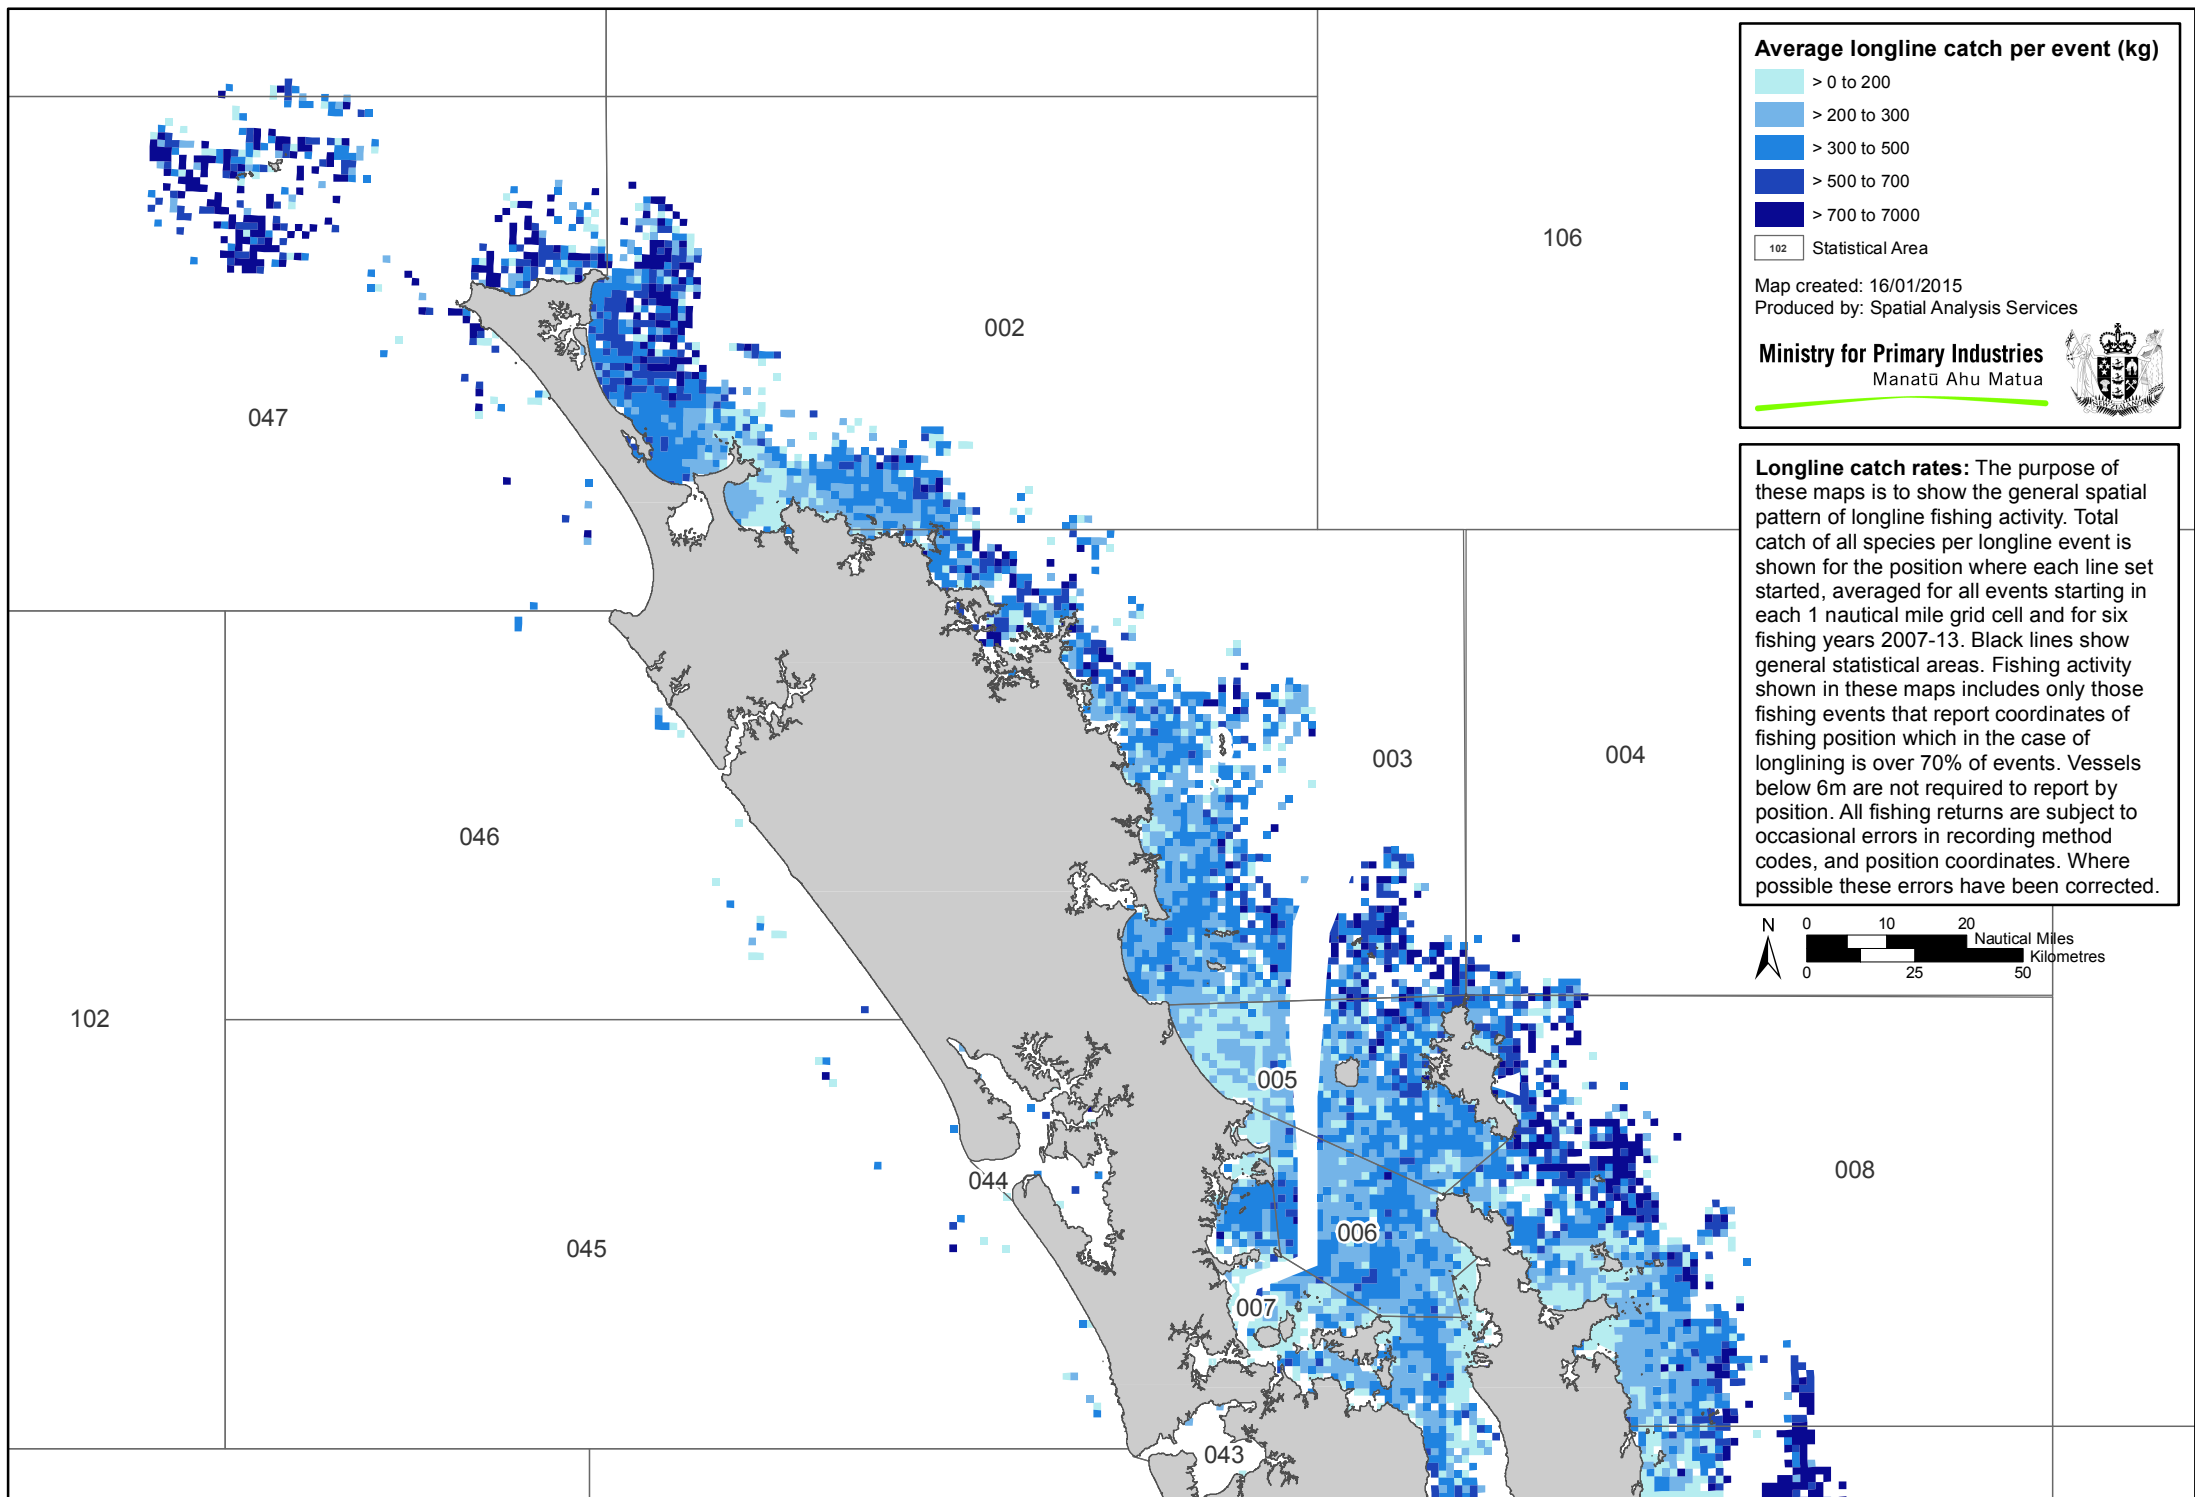 Average longline catch per event (kg)
> 0 to 200
> 200 to 300
> 300 to 500
> 500 to 700
> 700 to 7000
102 Statistical Area
Map created: 16/01/2015
Produced by: Spatial Analysis Services
Ministry for Primary Industries
Manatū Ahu Matua
Longline catch rates: The purpose of
these maps is to show the general spatial
pattern of longline fishing activity. Total
catch of all species per longline event is
shown for the position where each line set
started, averaged for all events starting in
each 1 nautical mile grid cell and for six
fishing years 2007-13. Black lines show
general statistical areas. Fishing activity
shown in these maps includes only those
fishing events that report coordinates of
fishing position which in the case of
longlining is over 70% of events. Vessels
below 6m are not required to report by
position. All fishing returns are subject to
occasional errors in recording method
codes, and position coordinates. Where
possible these errors have been corrected.
N
0 10 20
Nautical Miles
Kilometres
0 25 50
106
002
047
003
004
046
102
005
008
044
006
045
007
043